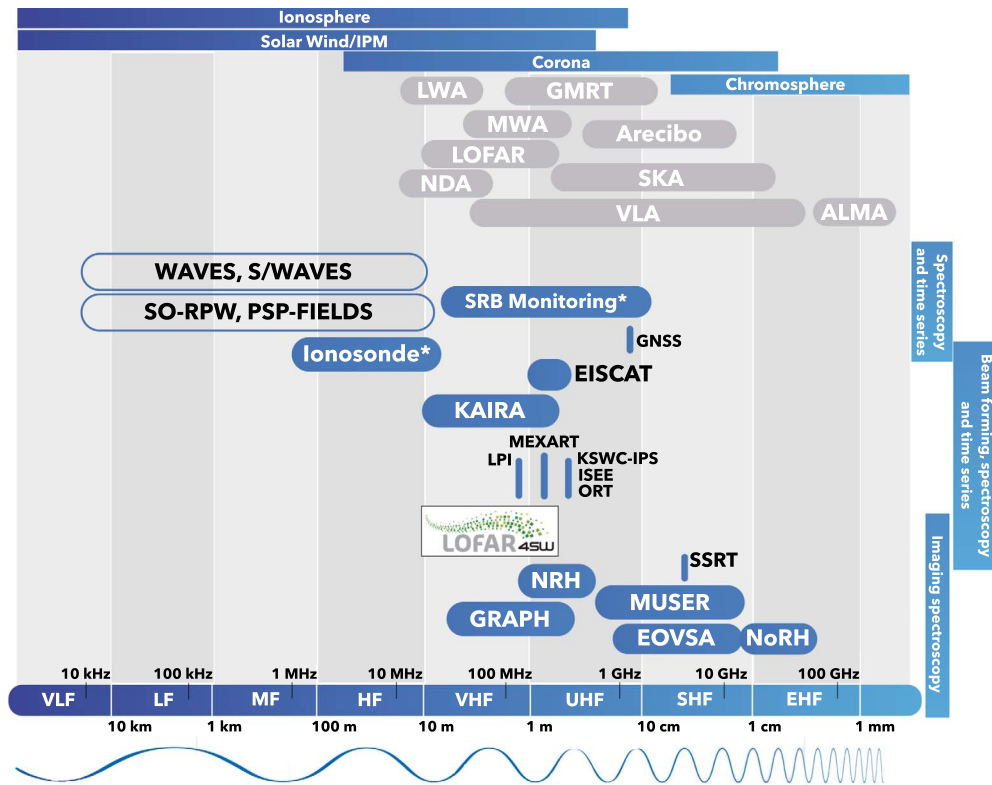 Ionosphere
Solar Wind/IPM
Corona
Chromosphere
LWA
GMRT
MWA
Arecibo
LOFAR
NDA
SKA
VLA
ALMA
Spectroscopy
and time series
WAVES, S/WAVES
SRB Monitoring*
SO-RPW, PSP-FIELDS
GNSS
Ionosonde*
EISCAT
Beam forming, spectroscopy
and time series
KAIRA
MEXART
LPI
KSWC-IPS
ISEE
ORT
LOFAR 4SW
Imaging spectroscopy
SSRT
NRH
MUSER
GRAPH
EOVSA
NoRH
10 kHz
100 kHz
1 MHz
10 MHz
100 MHz
1 GHz
10 GHz
100 GHz
VLF
LF
MF
HF
VHF
UHF
SHF
EHF
10 km
1 km
100 m
10 m
1 m
10 cm
1 cm
1 mm